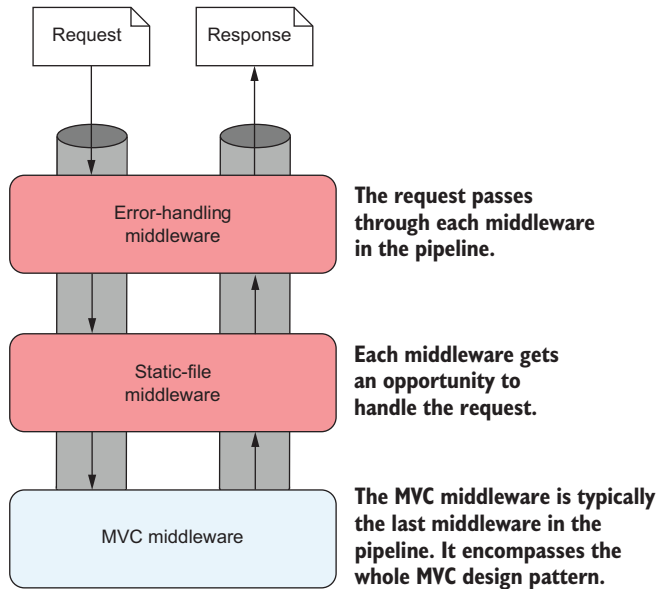 Request
Response
Error-handling
middleware
The request passes
through each middleware
in the pipeline.
Static-file
middleware
Each middleware gets
an opportunity to
handle the request.
MVC middleware
The MVC middleware is typically
the last middleware in the
pipeline. It encompasses the
whole MVC design pattern.